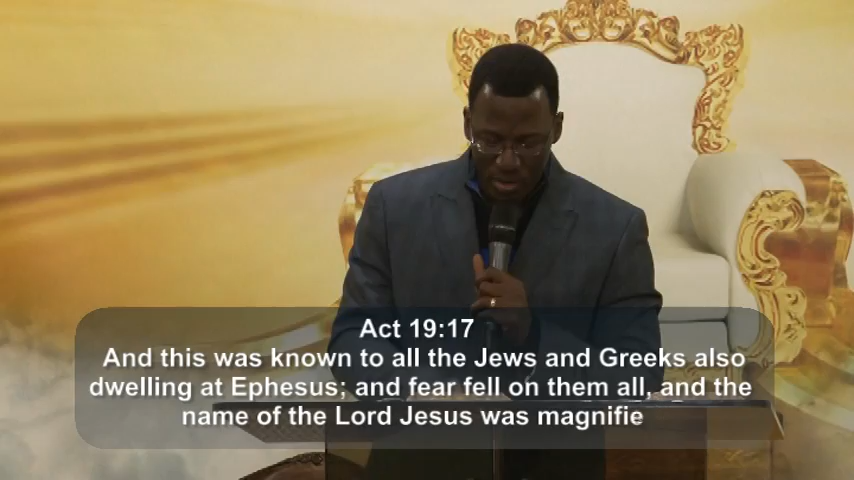 Act 19:17
And this was known to all the Jews and Greeks also
dwelling at Ephesus; and fear fell on them all, and the
name of the Lord Jesus was magnifie